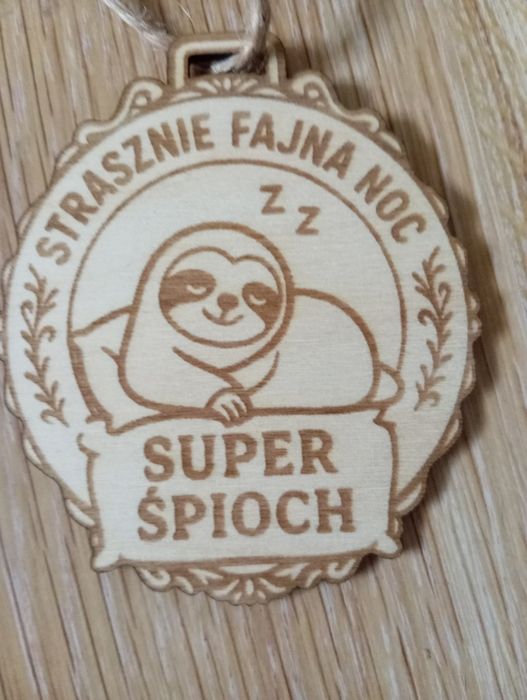 STRASZNIE FAJNA NOC
Z Z
SUPER
ŚPIOCH